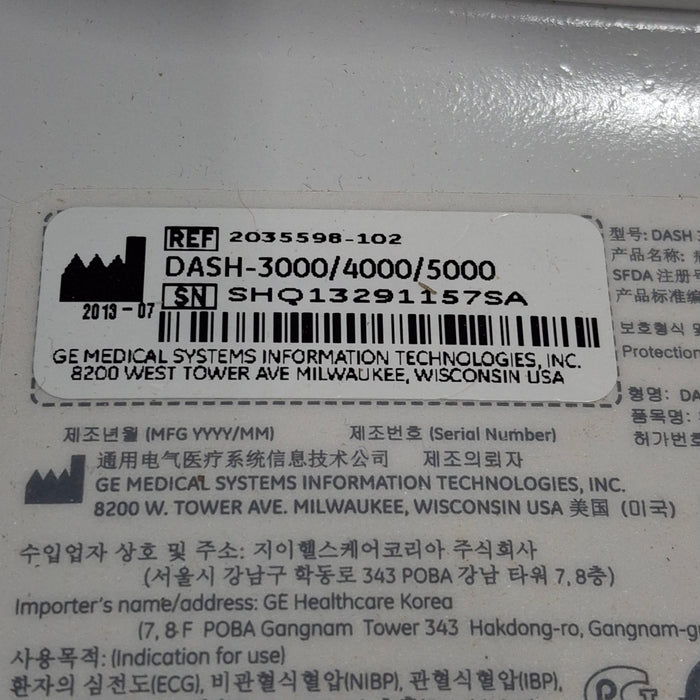 REF 2035598-102
DASH-3000/4000/5000
SN SHQ13291157SA
2013-07
GE MEDICAL SYSTEMS INFORMATION TECHNOLOGIES, INC.
8200 WEST TOWER AVE MILWAUKEE, WISCONSIN USA
型号: DASH
产品名称:
SFDA 注册号
产品标准编
보호형식 및
Protection
형명: DA
품목명:
허가번호
제조년월 (MFG YYYY/MM) 제조번호 (Serial Number)
通用电气医疗系统信息技术公司 제조의뢰자
GE MEDICAL SYSTEMS INFORMATION TECHNOLOGIES, INC.
8200 W. TOWER AVE. MILWAUKEE, WISCONSIN USA 美国 (미국)
수입업자 상호 및 주소: 지이헬스케어코리아 주식회사
(서울시 강남구 학동로 343 POBA 강남 타워 7, 8층)
Importer's name/address: GE Healthcare Korea
(7, 8 F POBA Gangnam Tower 343 Hakdong-ro, Gangnam-gu
사용목적: (Indication for use)
환자의 심전도(ECG), 비관혈식혈압(NIBP), 관혈식혈압(IBP),